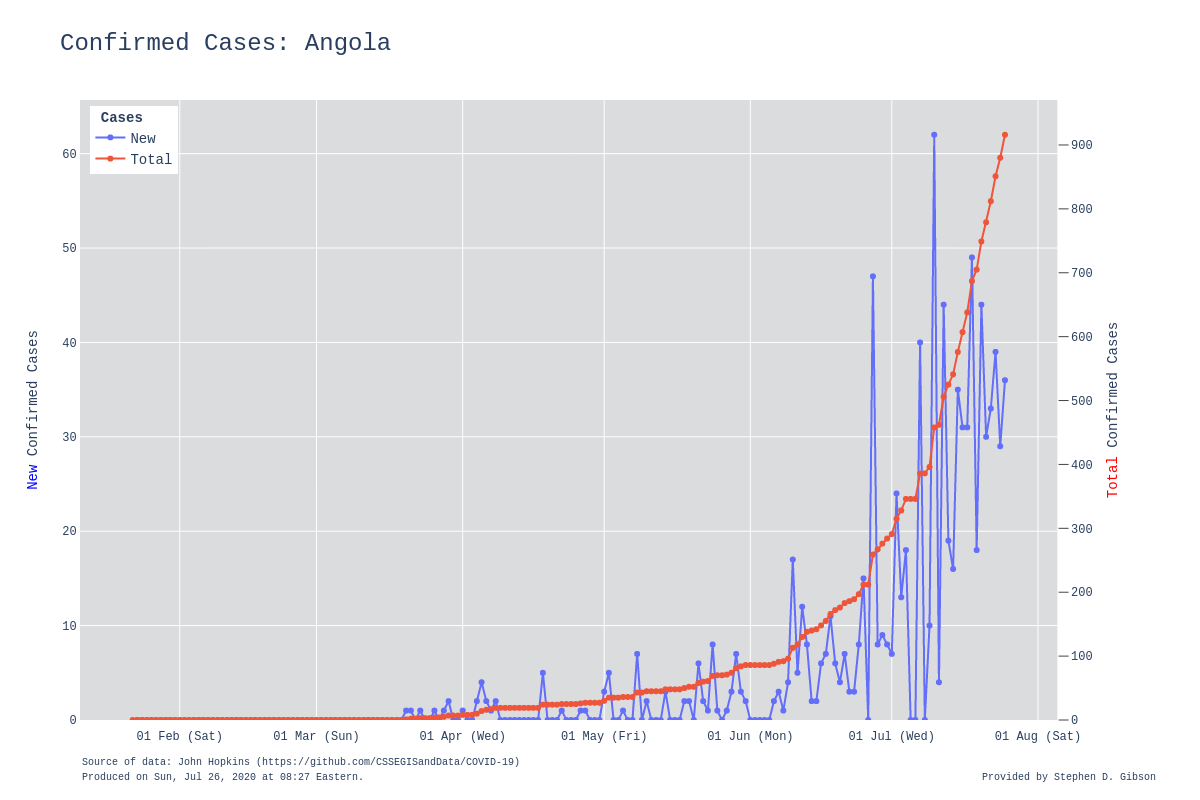 Confirmed Cases: Angola
Cases
New
Total
60
50
40
30
20
10
0
900
800
700
600
500
400
300
200
100
0
New Confirmed Cases
Total Confirmed Cases
01 Feb (Sat)
01 Mar (Sun)
01 Apr (Wed)
01 May (Fri)
01 Jun (Mon)
01 Jul (Wed)
01 Aug (Sat)
Source of data: John Hopkins (https://github.com/CSSEGISandData/COVID-19)
Produced on Sun, Jul 26, 2020 at 08:27 Eastern.
Provided by Stephen D. Gibson